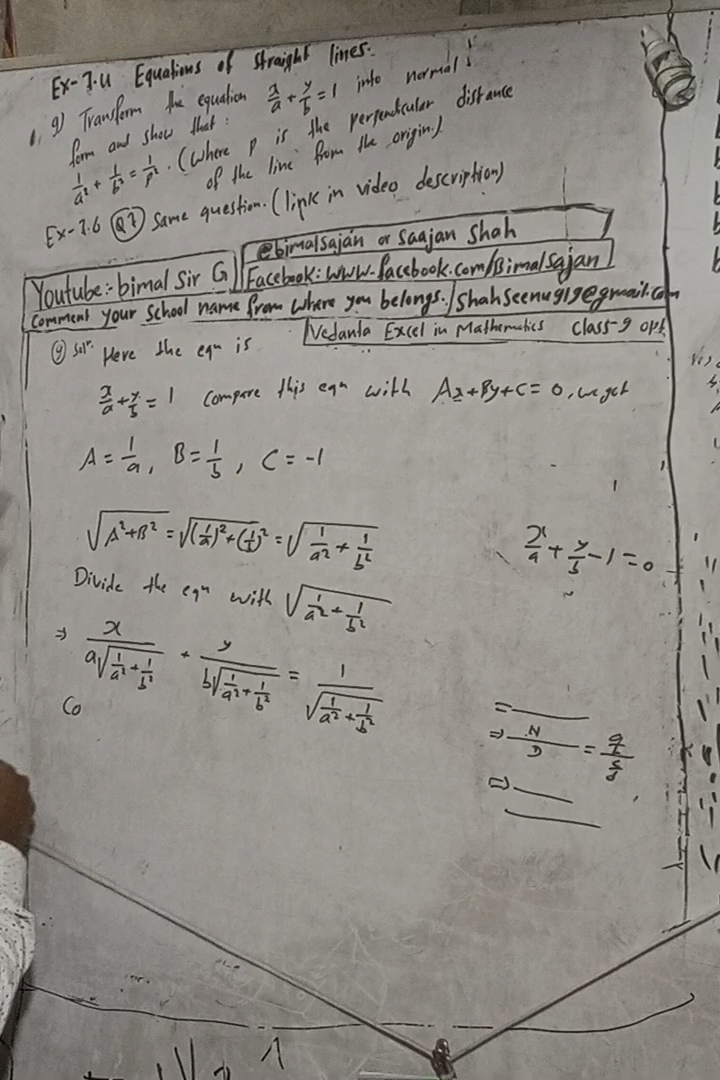 Ex-7.4 Equations of straight lines.
9) Transform the equation x/a + y/b = 1 into normal
form and show that:
1/a² + 1/b² = 1/p². (Where p is the perpendicular distance
of the line from the origin.)
Ex-7.6 Q7 Same question. (link in video description)
@bimalsajan or Saajan Shah
Youtube:- bimal Sir G
Facebook: www.facebook.com/Bimalsajan
Comment your School name from where you belongs./Shahseenu919@gmail.com
Vedanta Excel in Mathematics Class-9 opt
9 Solⁿ. Here the eqn is
x/a + y/b = 1 Compare this eqn with Ax+By+C = 0, we get
A = 1/a, B = 1/b, C = -1
√(A²+B²) = √((1/a)²+(1/b)²) = √(1/a² + 1/b²)
x/a + y/b - 1 = 0
Divide the eqn with √(1/a² + 1/b²)
⇒ x/(a√(1/a² + 1/b²)) + y/(b√(1/a² + 1/b²)) = 1/√(1/a² + 1/b²)
Co
=
⇒ N/D =
⇒